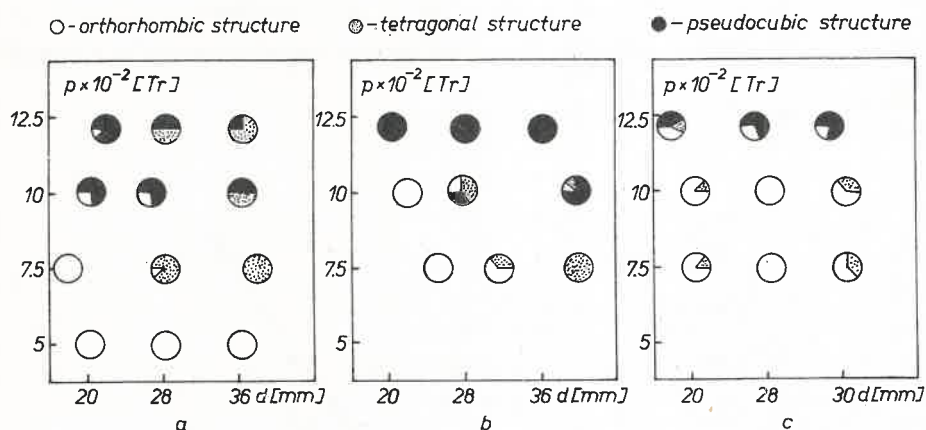 ○-orthorhombic structure ◍-tetragonal structure ●-pseudocubic structure
p×10⁻² [Tr] p×10⁻² [Tr] p×10⁻² [Tr]
12.5 12.5 12.5
10 10 10
7.5 7.5 7.5
5 5 5
20 28 36 d[mm] 20 28 36 d[mm] 20 28 30 d[mm]
a b c